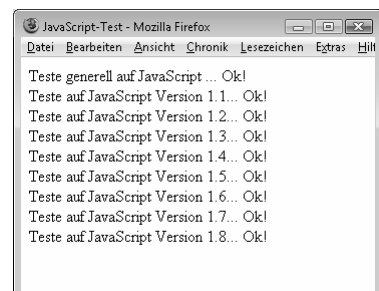 JavaScript-Test - Mozilla Firefox
Datei Bearbeiten Ansicht Chronik Lesezeichen Extras Hilf
Teste generell auf JavaScript ... Ok!
Teste auf JavaScript Version 1.1... Ok!
Teste auf JavaScript Version 1.2... Ok!
Teste auf JavaScript Version 1.3... Ok!
Teste auf JavaScript Version 1.4... Ok!
Teste auf JavaScript Version 1.5... Ok!
Teste auf JavaScript Version 1.6... Ok!
Teste auf JavaScript Version 1.7... Ok!
Teste auf JavaScript Version 1.8... Ok!